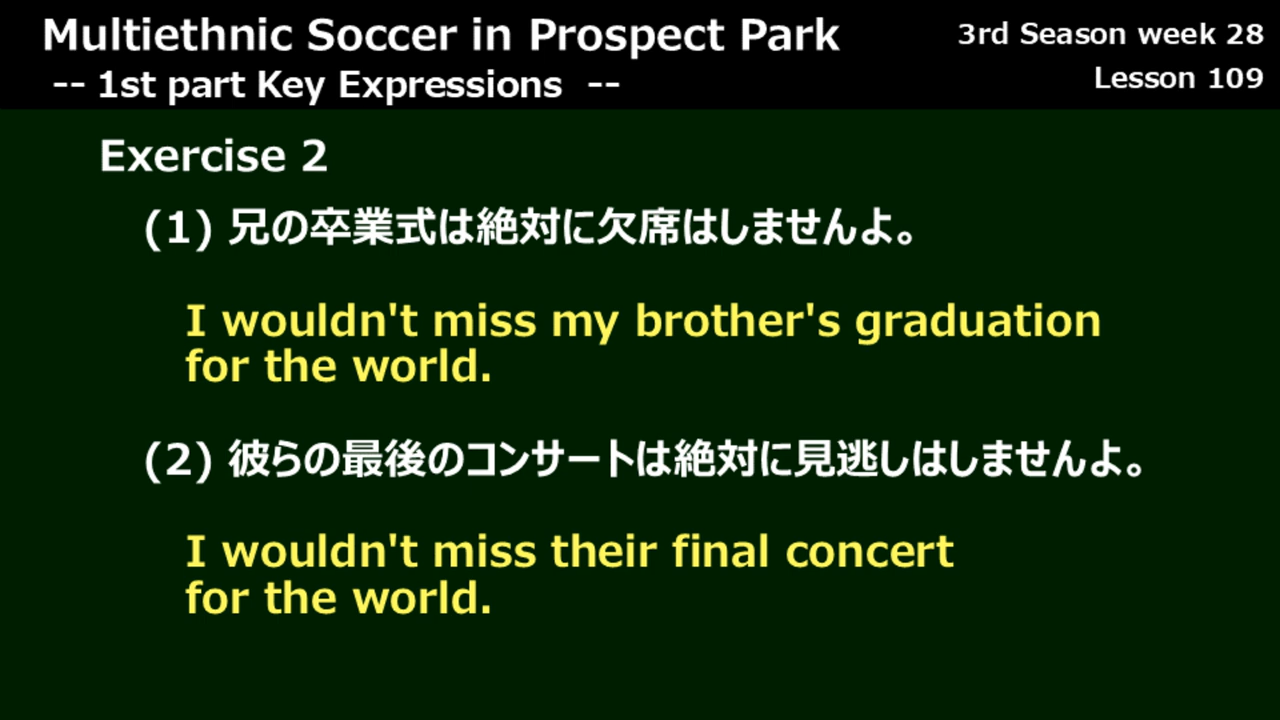 Multiethnic Soccer in Prospect Park
3rd Season week 28
-- 1st part Key Expressions --
Lesson 109
Exercise 2
(1) 兄の卒業式は絶対に欠席はしませんよ。
I wouldn't miss my brother's graduation
for the world.
(2) 彼らの最後のコンサートは絶対に見逃しはしませんよ。
I wouldn't miss their final concert
for the world.